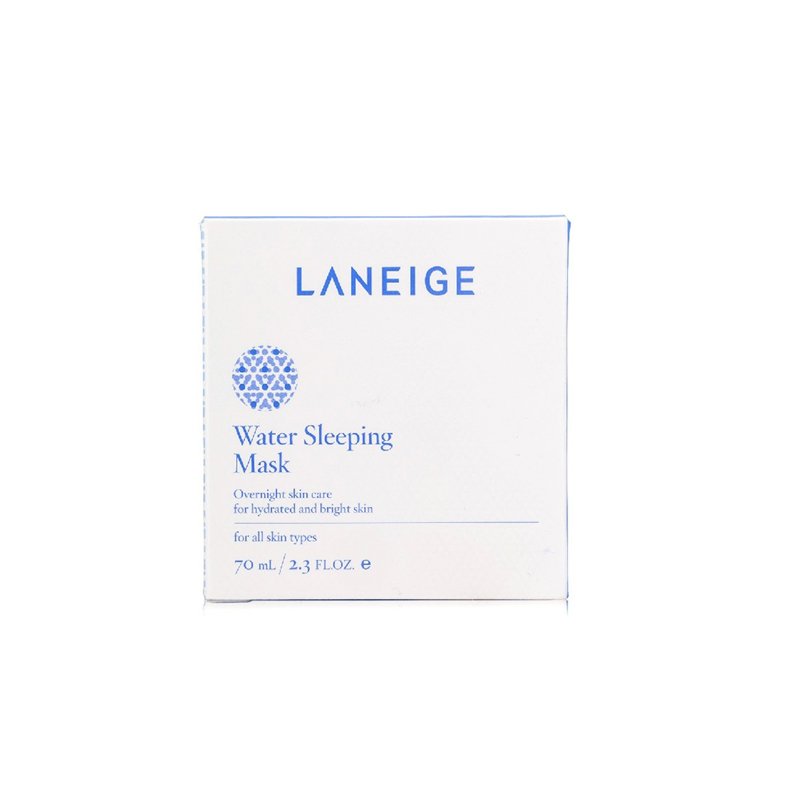 LANEIGE
Water Sleeping
Mask
Overnight skin care
for hydrated and bright skin
for all skin types
70 mL / 2.3 FL.OZ. ℮